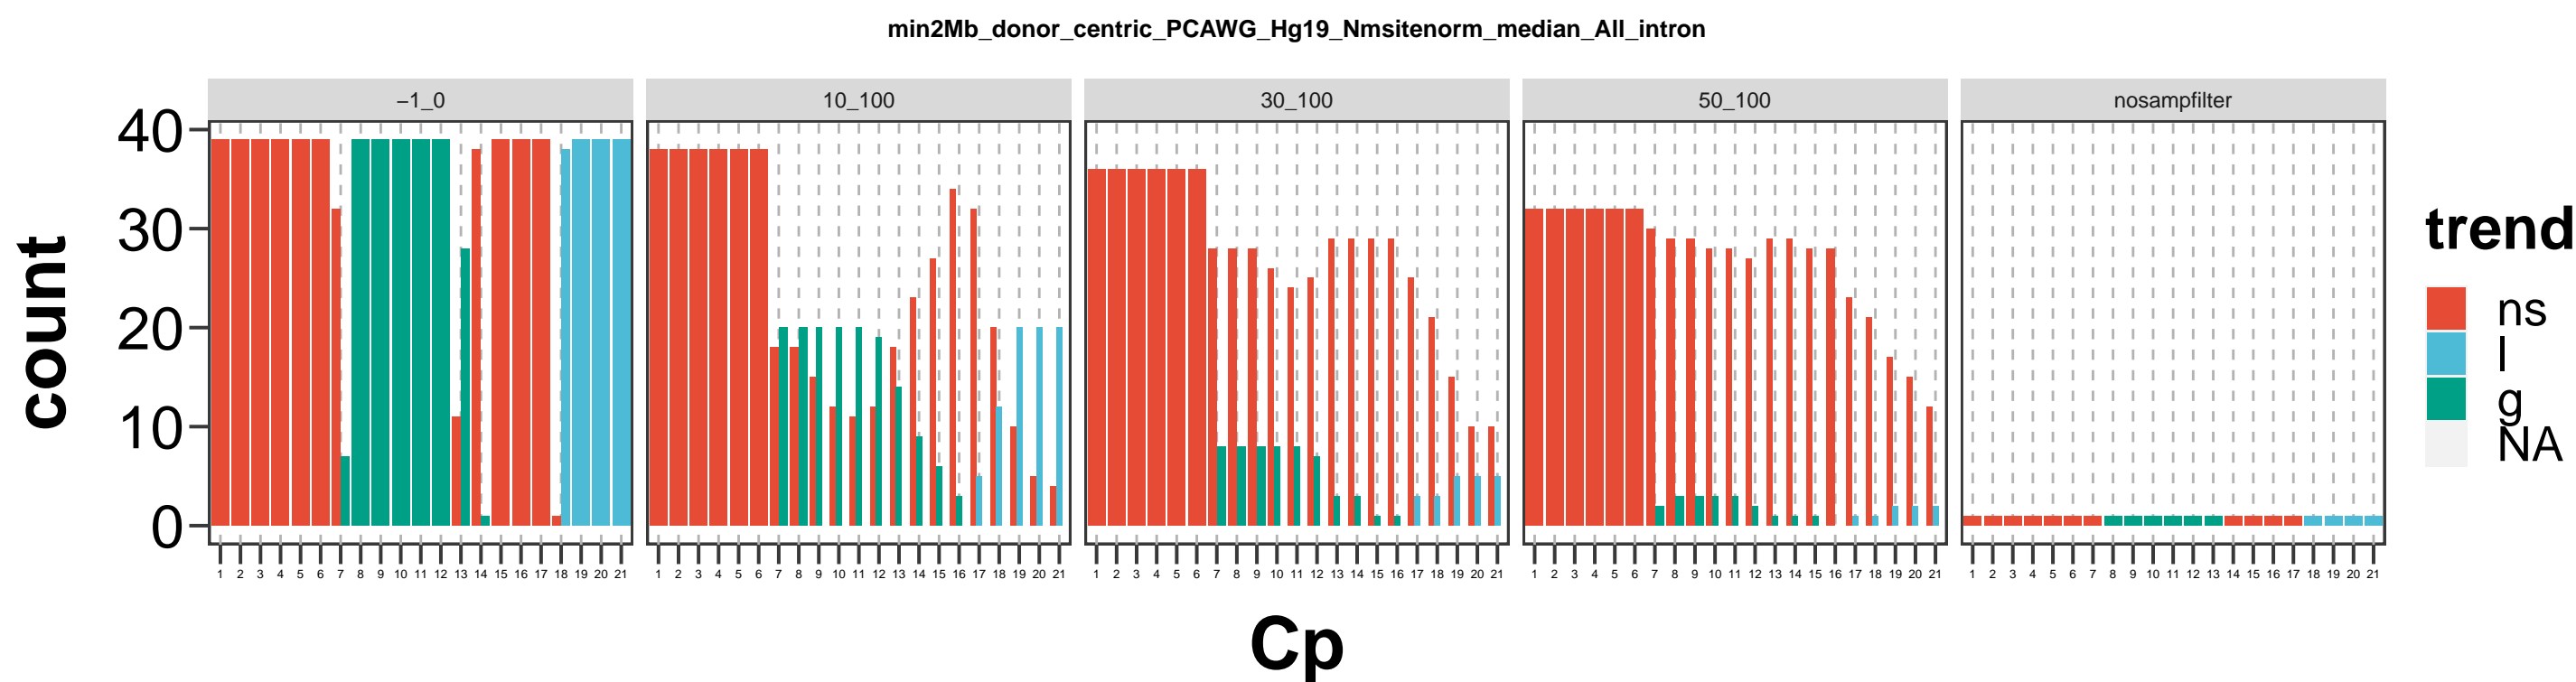 min2Mb_donor_centric_PCAWG_Hg19_Nmsitenorm_median_All_intron
−1_0 10_100 30_100 50_100 nosampfilter
count
40
30
20
10
0
trend
ns
l
g
NA
1 2 3 4 5 6 7 8 9 10 11 12 13 14 15 16 17 18 19 20 21 1 2 3 4 5 6 7 8 9 10 11 12 13 14 15 16 17 18 19 20 21 1 2 3 4 5 6 7 8 9 10 11 12 13 14 15 16 17 18 19 20 21 1 2 3 4 5 6 7 8 9 10 11 12 13 14 15 16 17 18 19 20 21 1 2 3 4 5 6 7 8 9 10 11 12 13 14 15 16 17 18 19 20 21
Cp